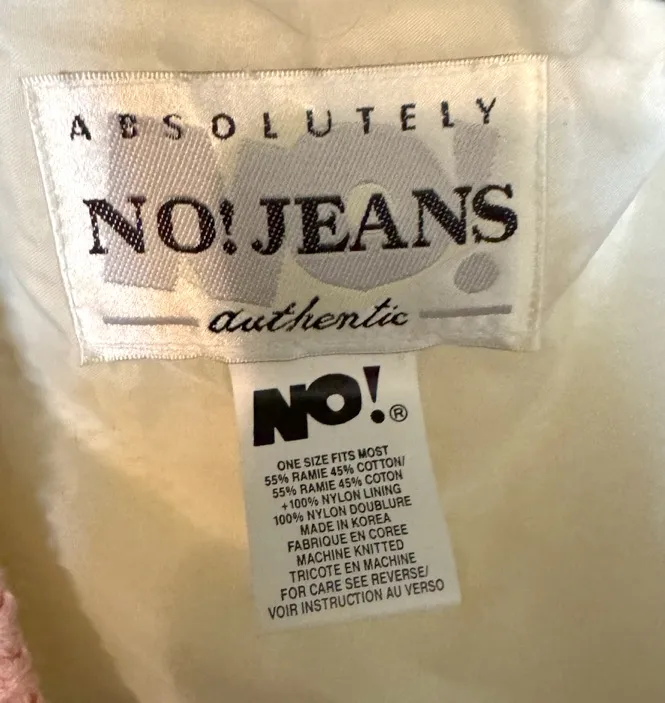 ABSOLUTELY
NO! JEANS
authentic
NO!®
ONE SIZE FITS MOST
55% RAMIE 45% COTTON/
55% RAMIE 45% COTON
+100% NYLON LINING
100% NYLON DOUBLURE
MADE IN KOREA
FABRIQUE EN COREE
MACHINE KNITTED
TRICOTE EN MACHINE
FOR CARE SEE REVERSE/
VOIR INSTRUCTION AU VERSO